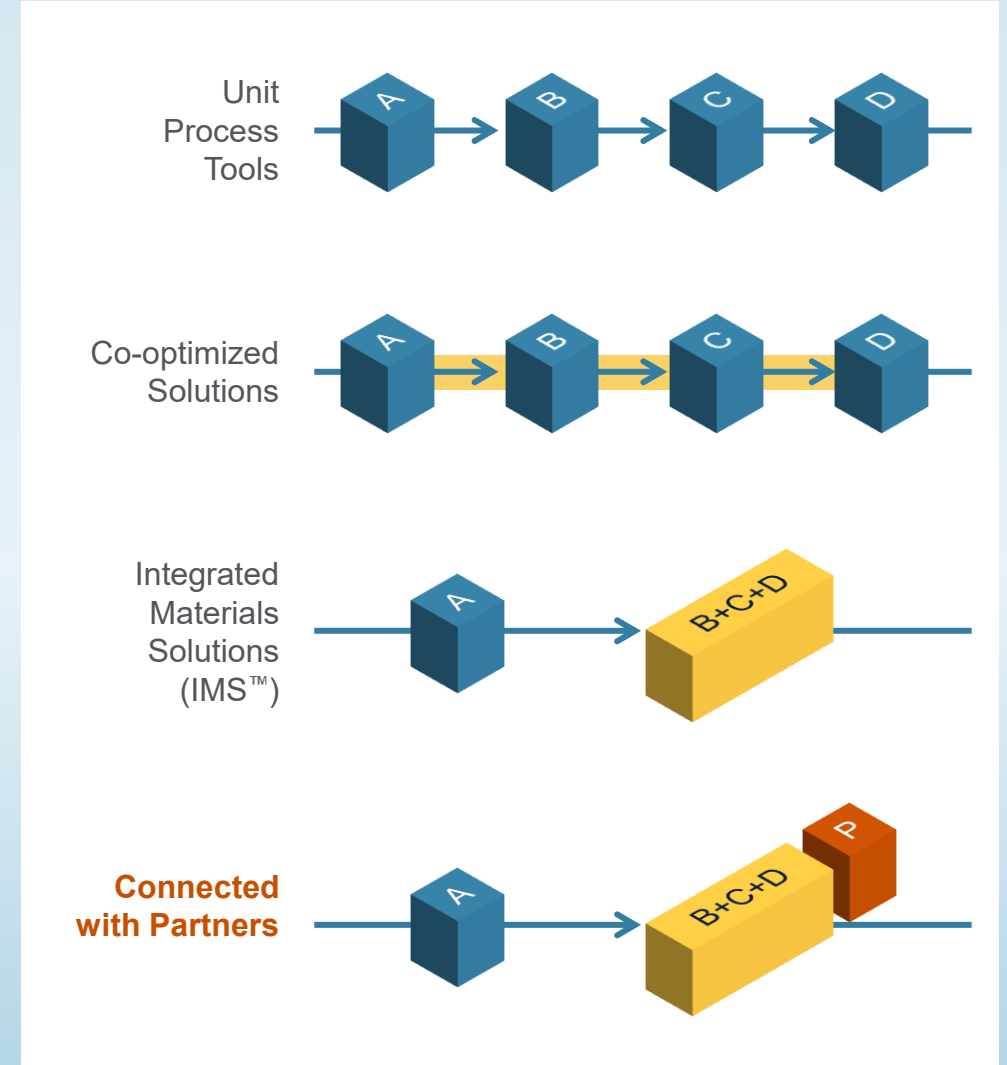 Unit
Process
Tools
A
B
C
D
Co-optimized
Solutions
A
B
C
D
Integrated
Materials
Solutions
(IMS™)
A
B+C+D
Connected
with Partners
A
B+C+D
P